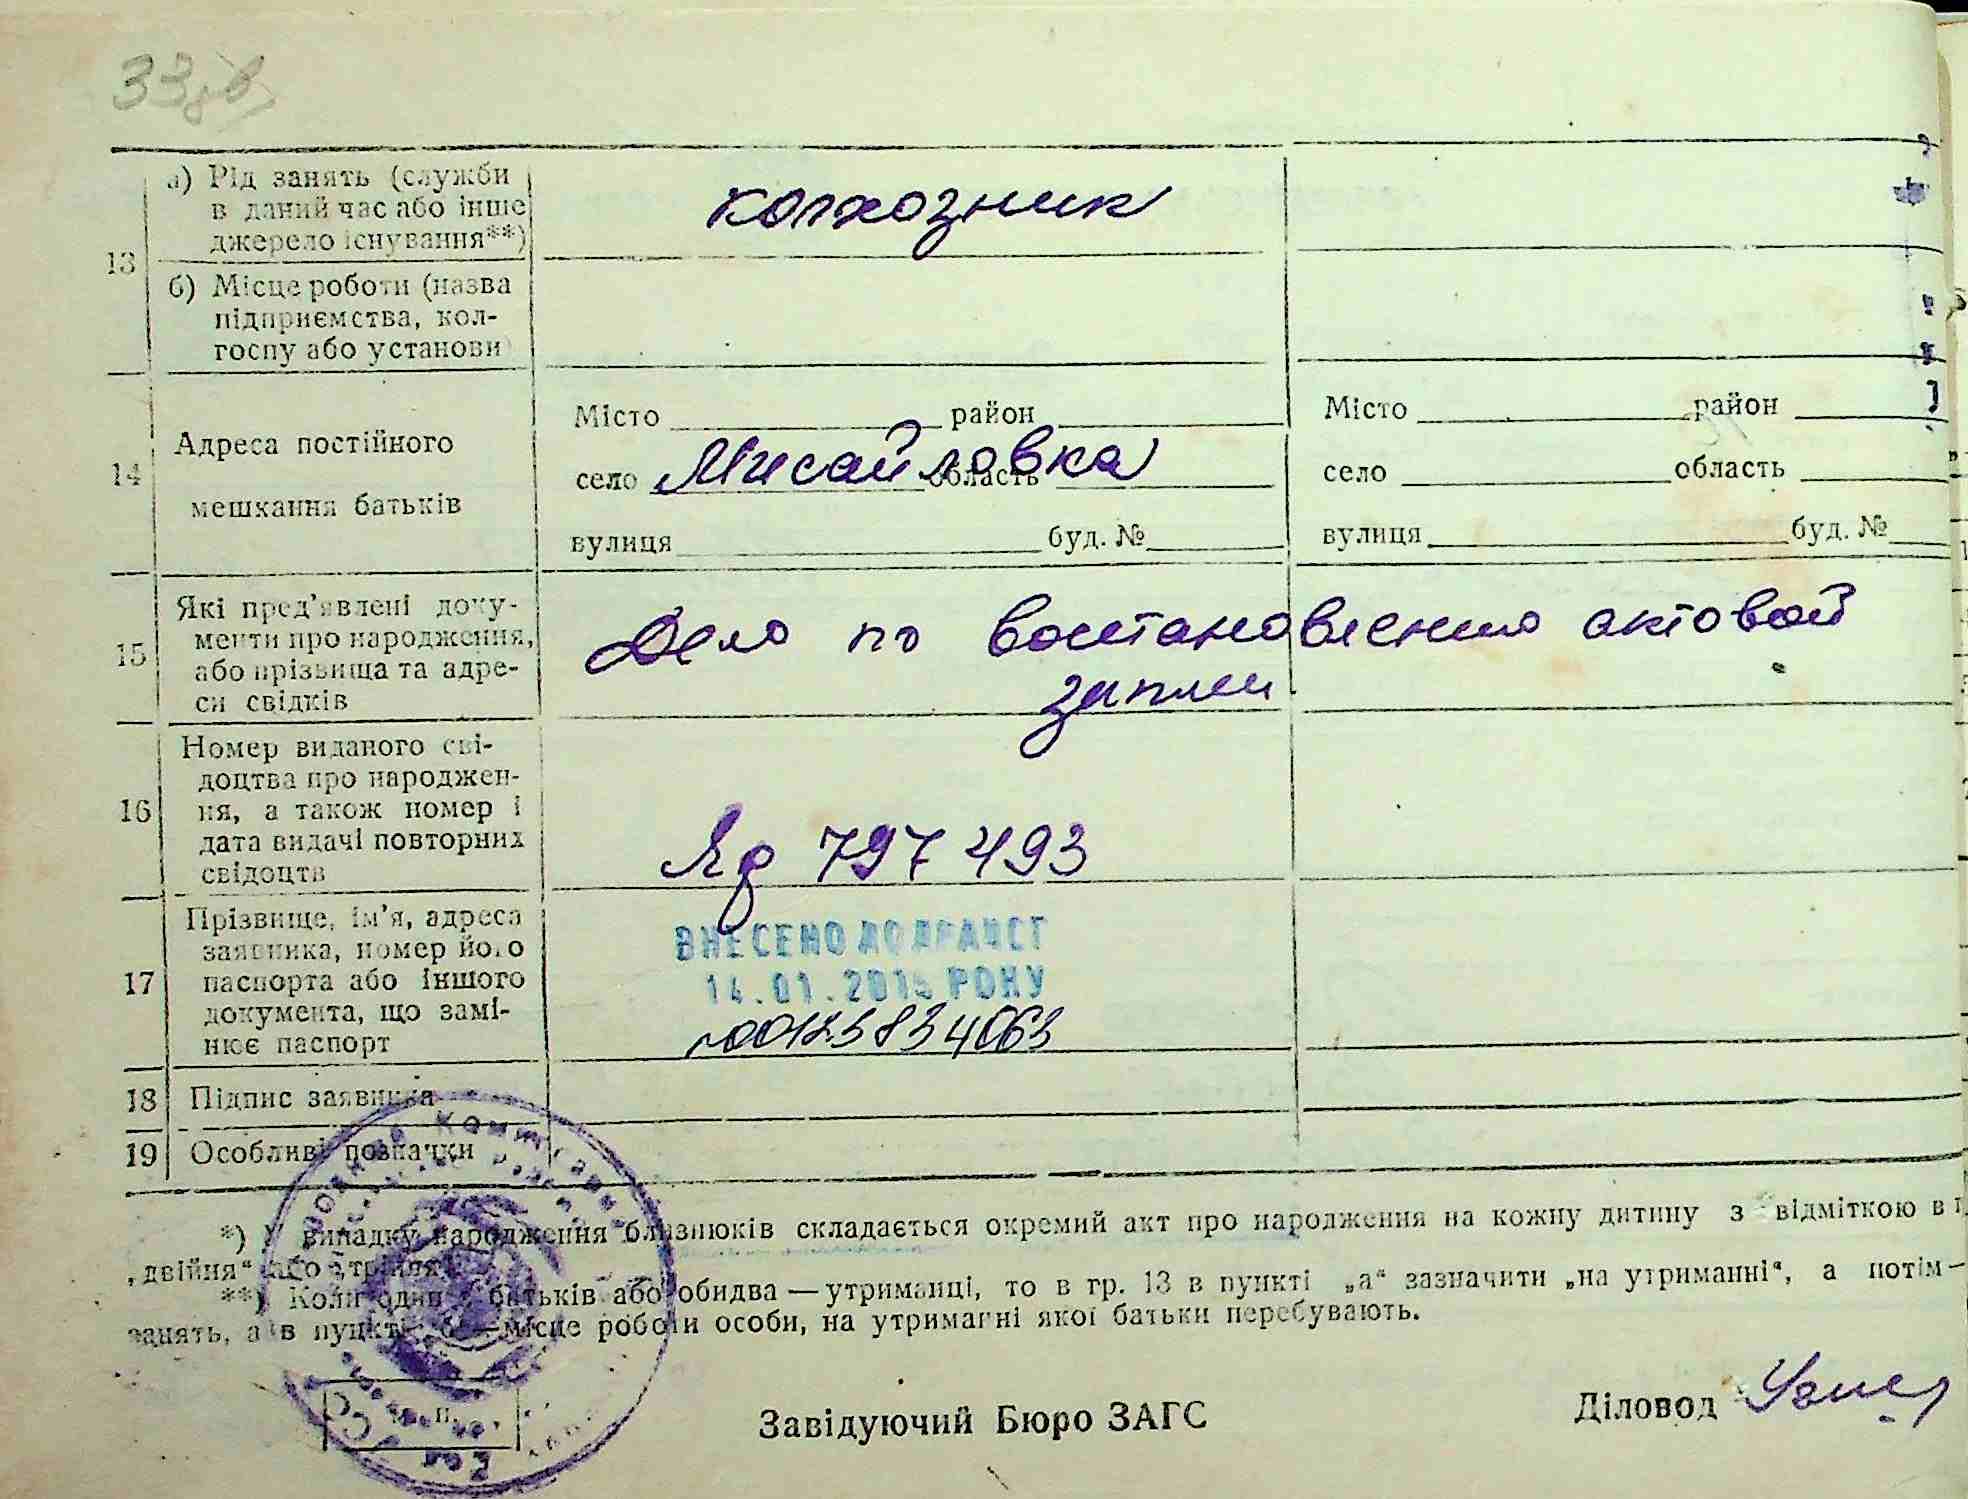 33
13
а) Рід занять (служби
в даний час або інше
джерело існування**)
колхозник
б) Місце роботи (назва
підприємства, кол-
госпу або установи
14
Адреса постійного
мешкання батьків
Місто район
село Мисайловка область
вулиця буд. №
Місто район
село область
вулиця буд. №
15
Які пред'явлені доку-
менти про народження,
або прізвища та адре-
си свідків
Дело по востановлению актовой
записи
16
Номер виданого сві-
доцтва про народжен-
ня, а також номер і
дата видачі повторних
свідоцтв
797493
17
Прізвище, ім'я, адреса
заявника, номер його
паспорта або іншого
документа, що замі-
нює паспорт
ВНЕСЕНО ДО ДРАЦСГ
14.01.2015 РОКУ
00125834063
18 Підпис заявника
19 Особливі позначки
*) У випадку народження близнюків складається окремий акт про народження на кожну дитину з відміткою в
„двійня“ або „трійня“
**) Коли один з батьків або обидва — утриманці, то в гр. 13 в пункті „а“ зазначити „на утриманні“, а потім —
занять, а в пункті „б“ — місце роботи особи, на утриманні якої батьки перебувають.
М. П.
Завідуючий Бюро ЗАГС
Діловод